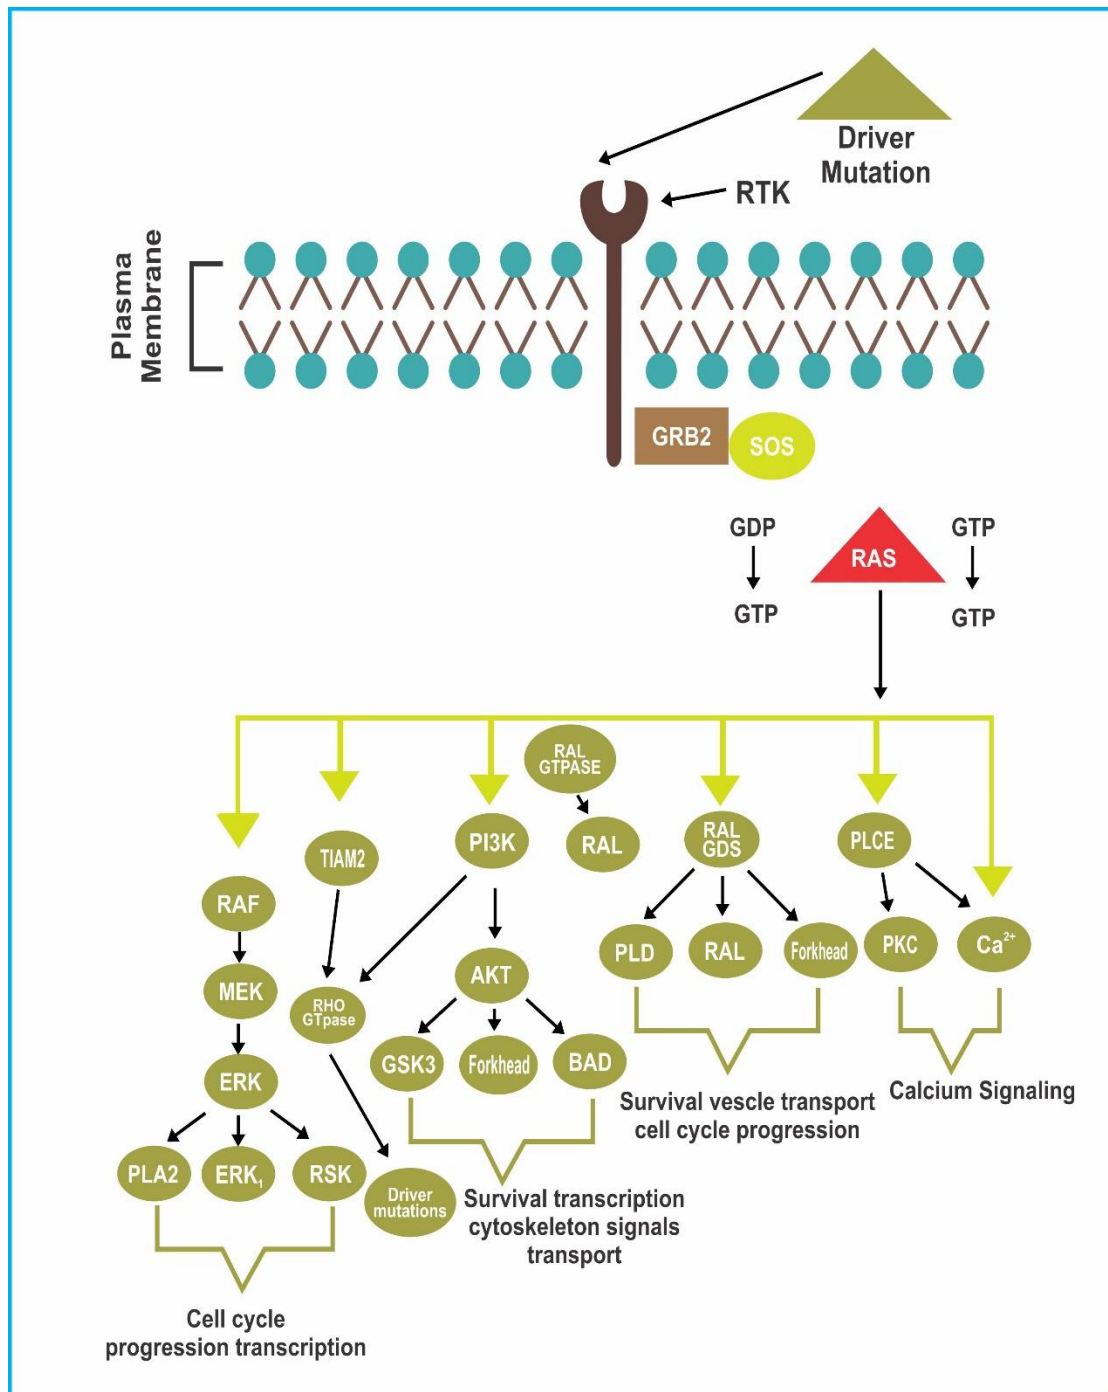 Driver
Mutation
RTK
Plasma
Membrane
GRB2
SOS
GDP
GTP
RAS
GTP
GTP
RAL
GTPASE
RAL
GDS
PI3K
RAL
PLCE
TIAM2
RAF
PLD
RAL
Forkhead
PKC
Ca²⁺
AKT
MEK
RHO
GTpase
GSK3
Forkhead
BAD
ERK
Survival vescle transport
cell cycle progression
Calcium Signaling
PLA2
ERK₁
RSK
Driver
mutations
Survival transcription
cytoskeleton signals
transport
Cell cycle
progression transcription